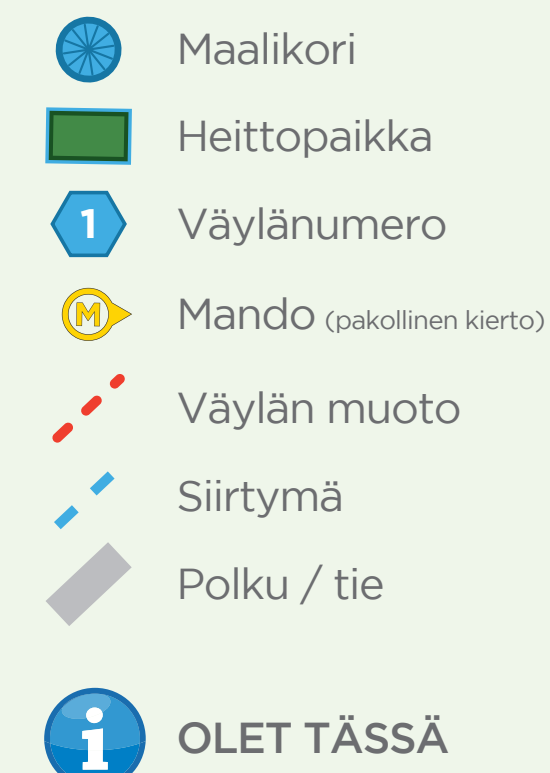 Maalikori
Heittopaikka
1 Väylänumero
M Mando (pakollinen kierto)
Väylän muoto
Siirtymä
Polku / tie
i OLET TÄSSÄ